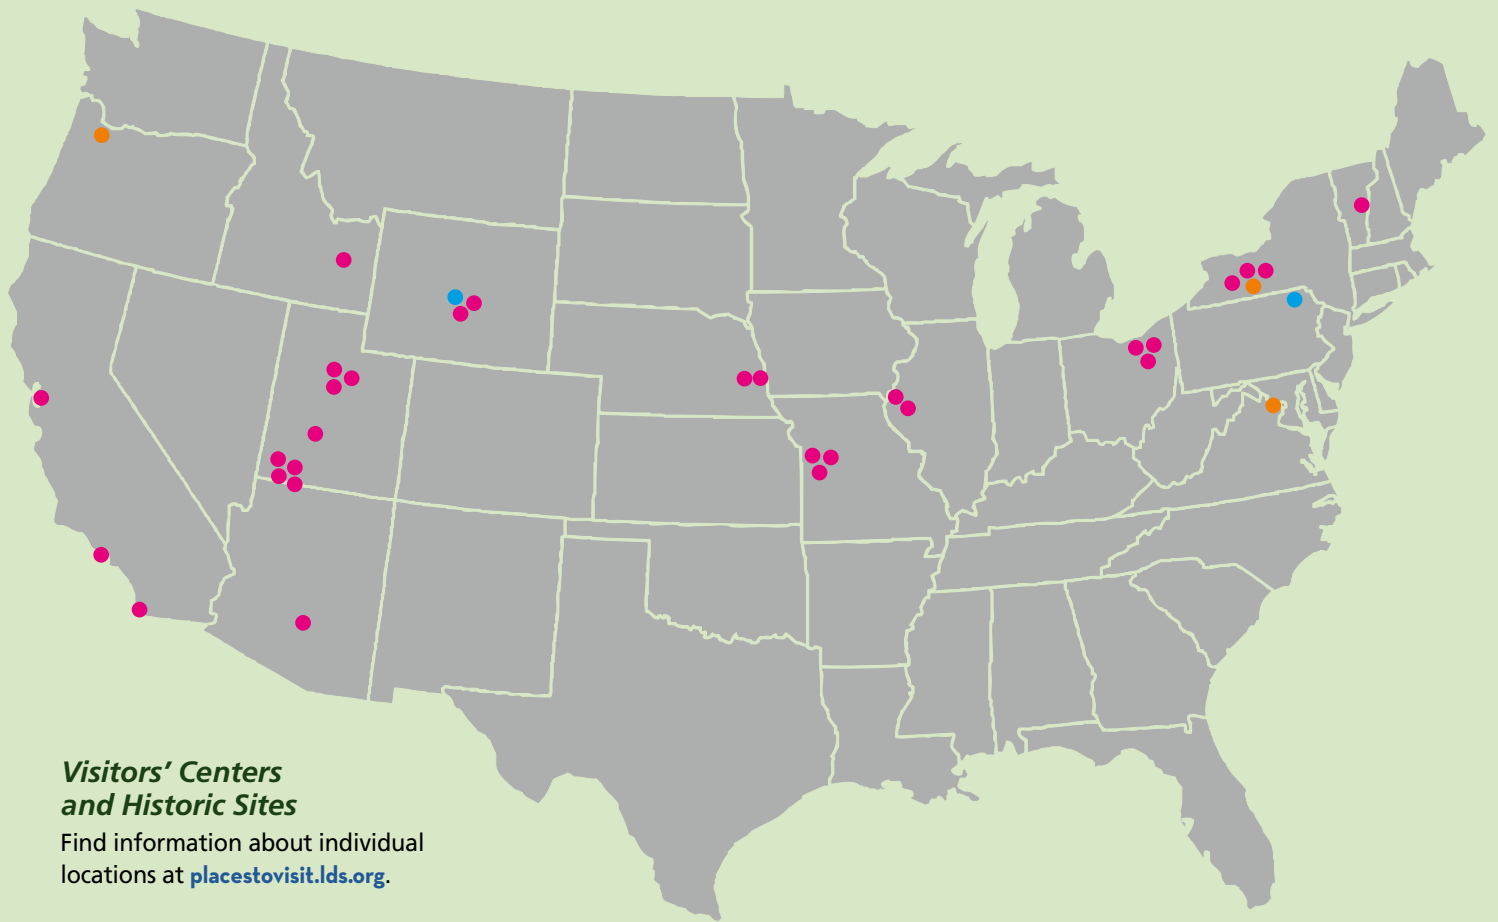 Visitors’ Centers
and Historic Sites
Find information about individual
locations at placestovisit.lds.org.